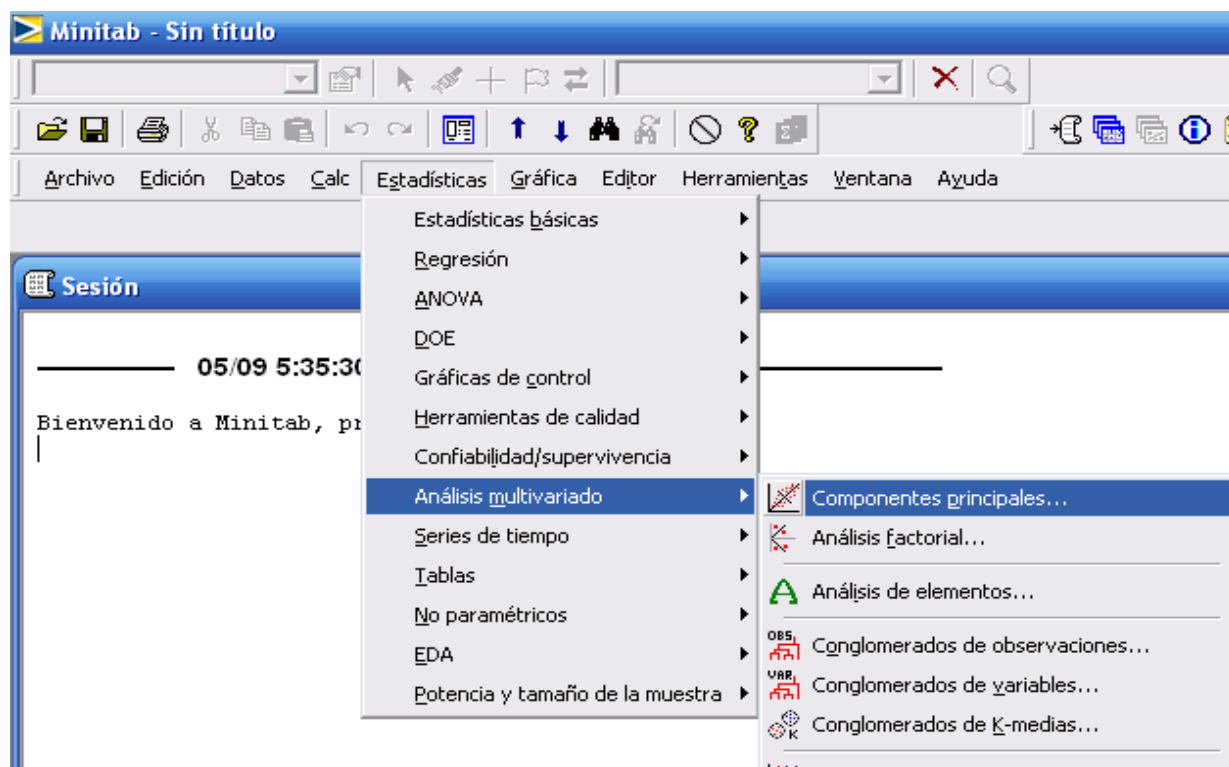 Minitab - Sin título
Archivo Edición Datos Calc Estadísticas Gráfica Editor Herramientas Ventana Ayuda
Estadísticas básicas
Regresión
ANOVA
DOE
Gráficas de control
Herramientas de calidad
Confiabilidad/supervivencia
Análisis multivariado
Series de tiempo
Tablas
No paramétricos
EDA
Potencia y tamaño de la muestra
Componentes principales...
Análisis factorial...
Análisis de elementos...
OBS
Conglomerados de observaciones...
VAR
Conglomerados de variables...
K
Conglomerados de K-medias...
Sesión
05/09 5:35:30
Bienvenido a Minitab, pr